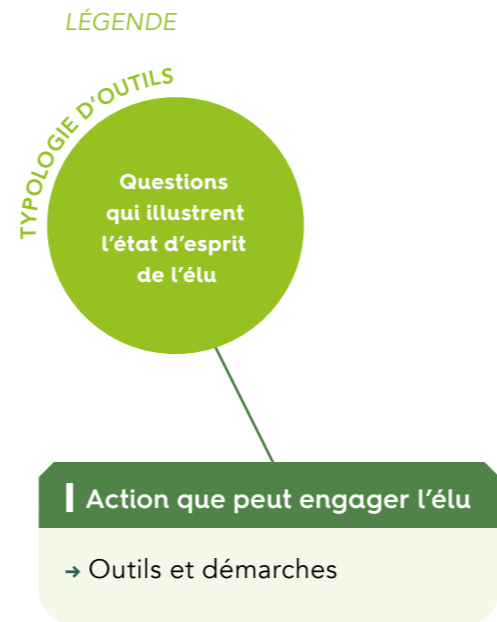 LÉGENDE
TYPOLOGIE D'OUTILS
Questions
qui illustrent
l'état d'esprit
de l'élu
Action que peut engager l'élu
→ Outils et démarches